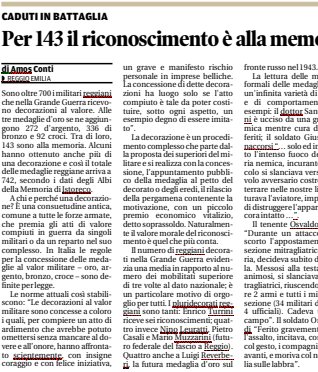 CADUTI IN BATTAGLIA
Per 143 il riconoscimento è alla mem
di Amos Conti
REGGIO EMILIA
Sono oltre 700 i militari reggiani
che nella Grande Guerra ricevo-
no decorazioni al valore. Alle
tre medaglie d'oro se ne aggiun-
gono 272 d'argento, 336 di
bronzo e 92 croci. Tra di loro,
143 sono alla memoria. Alcuni
hanno ottenuto anche più di
una decorazione e così il totale
delle medaglie reggiane arriva a
742, secondo i dati degli Albi
della Memoria di Istoreco.
A chi e perché una decorazio-
ne? È una consuetudine antica,
comune a tutte le forze armate,
che premia gli atti di valore
compiuti in guerra da singoli
militari o da un reparto nel suo
complesso. In Italia le regole
per la concessione delle meda-
glie al valor militare – oro, ar-
gento, bronzo, croce – sono de-
finite per legge.
Le norme attuali così stabili-
scono: "Le decorazioni al valore
militare sono concesse a coloro
i quali, per compiere un atto di
ardimento che avrebbe potuto
omettersi senza mancare al do-
vere e all'onore, hanno affronta-
to scientemente, con insigne
coraggio e con felice iniziativa,
un grave e manifesto rischio
personale in imprese belliche.
La concessione di dette decora-
zioni ha luogo solo se l'atto
compiuto è tale da poter costi-
tuire, sotto ogni aspetto, un
esempio degno di essere imita-
to".
La decorazione è un procedi-
mento complesso che parte dal-
la proposta dei superiori del mi-
litare e si realizza con la conces-
sione, l'appuntamento pubbli-
co della medaglia al petto del
decorato o degli eredi, il rilascio
della pergamena contenente la
motivazione, con un piccolo
premio economico vitalizio,
detto soprassoldo. Naturalmen-
te il valore morale del riconosci-
mento è quel che più conta.
Il numero di reggiani decora-
ti nella Grande Guerra eviden-
zia una media in rapporto al nu-
mero dei mobilitati superiore
di tre volte al dato nazionale; è
un particolare motivo di orgo-
glio per tutti. I pluridecorati reg-
giani sono tanti: Enrico Turrini
riceve sei riconoscimenti; quat-
tro invece Nino Leuratti, Pietro
Casali e Mario Muzzarini (futu-
ro federale del fascio a Reggio).
Quattro anche a Luigi Reverbe-
ri, la futura medaglia d'oro sul
fronte russo nel 1943.
La lettura delle m
formali delle medagli
un'infinita varietà di
e di comportamen
esempi: il dottor San
ni è ucciso da una gr
mica mentre cura d
feriti; il soldato Gius
naccorsi "… solo ed i
to l'intenso fuoco d
ria nemica, incurant
colo si slanciava ver
volo avversario costr
terrare nelle nostre l
turava l'aviatore, imp
di distruggere l'appar
cora intatto …".
Il tenente Osvaldo
"Durante un attacc
scorto l'appostamen
sezione mitragliatric
ria, decideva subito d
la. Messosi alla testa
animosi, si slanciava
tragliatrici, riuscend
re 2 armi e tutti i mi
sezione (34 militari d
4 ufficiali). Cadeva
campo". Il soldato Or
di "Ferito gravement
l'assalto, incitava, co
col gesto, i compagni
avanti, e moriva col n
lia sulle labbra".